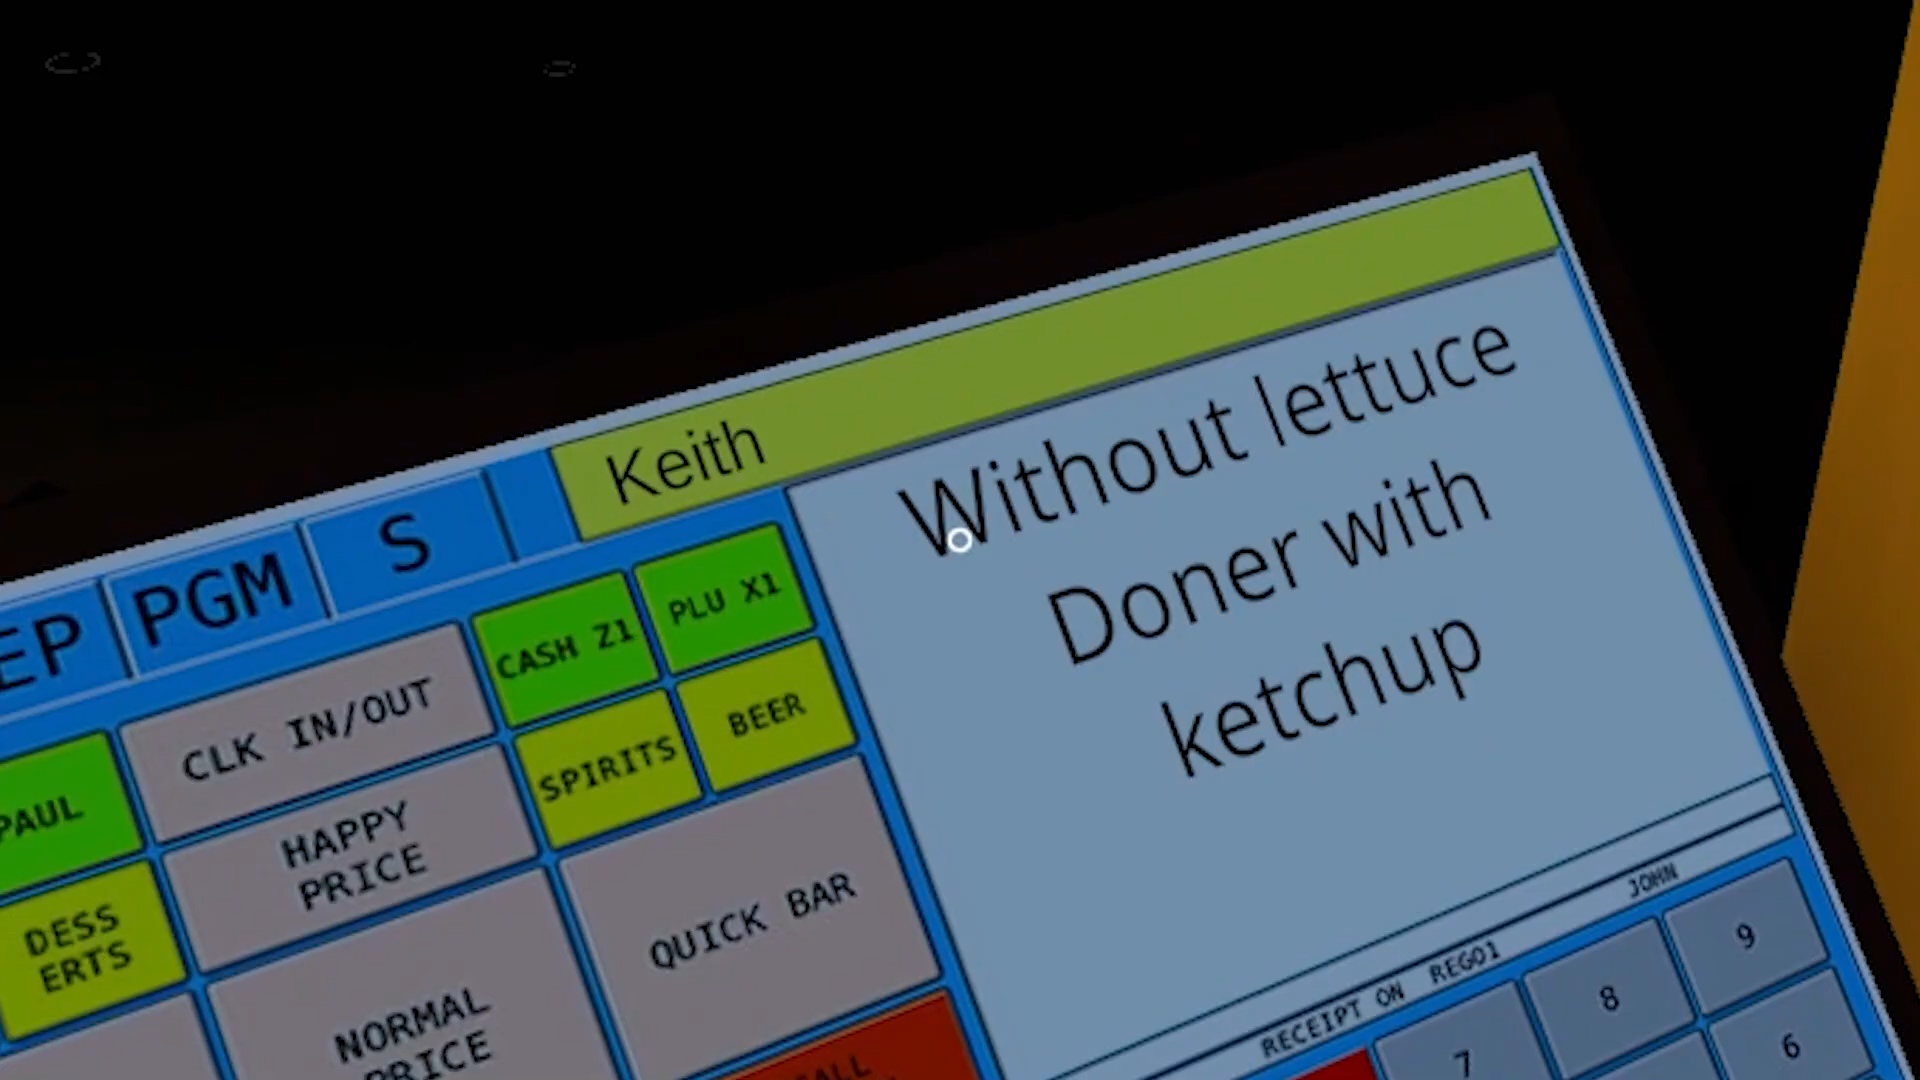 Keith
Without lettuce
Doner with
ketchup
EP
PGM
S
CASH Z1
PLU X1
CLK IN/OUT
SPIRITS
BEER
PAUL
HAPPY
PRICE
DESS
ERTS
QUICK BAR
NORMAL
PRICE
JOHN
RECEIPT ON REG01
7
8
9
6